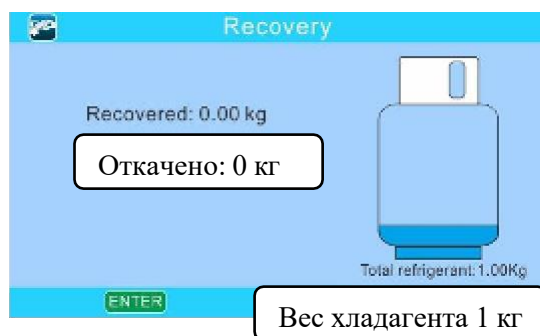 Recovery
Recovered: 0.00 kg
Откачено: 0 кг
Total refrigerant: 1.00Kg
ENTER
Вес хладагента 1 кг